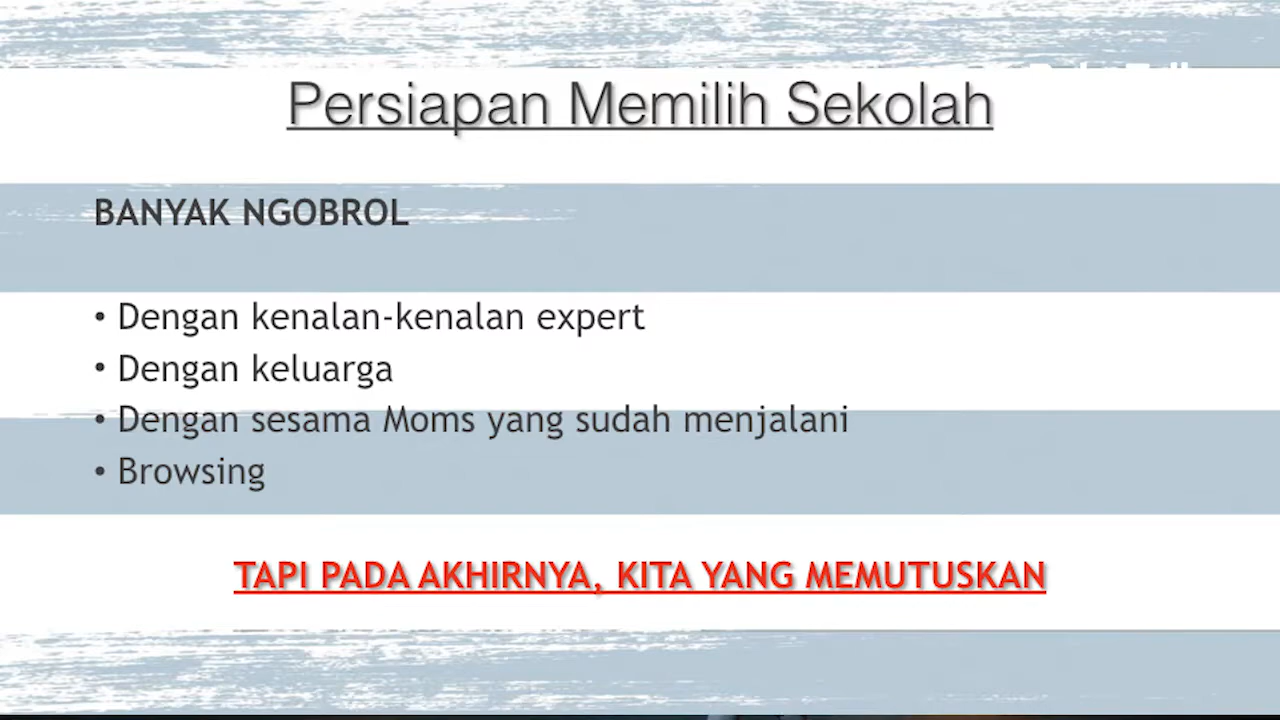 Persiapan Memilih Sekolah
BANYAK NGOBROL
• Dengan kenalan-kenalan expert
• Dengan keluarga
• Dengan sesama Moms yang sudah menjalani
• Browsing
TAPI PADA AKHIRNYA, KITA YANG MEMUTUSKAN